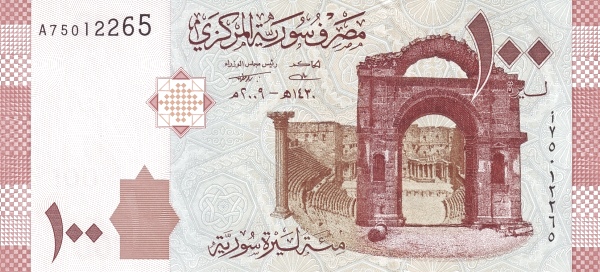 A75012265
مصرف سورية المركزي
الحاكم رئيس مجلس الوزراء
١٤٣٠هـ - ٢٠٠٩م
١٠٠
ليرة
أ٧٥٠١٢٢٦٥
١٠٠
مئة ليرة سورية